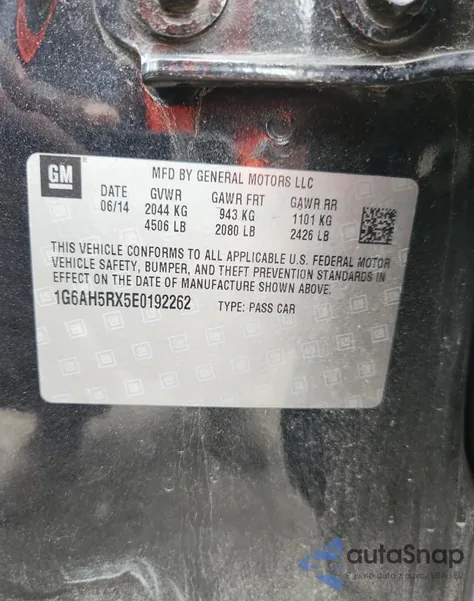 GM
MFD BY GENERAL MOTORS LLC
DATE GVWR GAWR FRT GAWR RR
06/14 2044 KG 943 KG 1101 KG
4506 LB 2080 LB 2426 LB
THIS VEHICLE CONFORMS TO ALL APPLICABLE U.S. FEDERAL MOTOR
VEHICLE SAFETY, BUMPER, AND THEFT PREVENTION STANDARDS IN
EFFECT ON THE DATE OF MANUFACTURE SHOWN ABOVE.
1G6AH5RX5E0192262 TYPE: PASS CAR
autoSnap